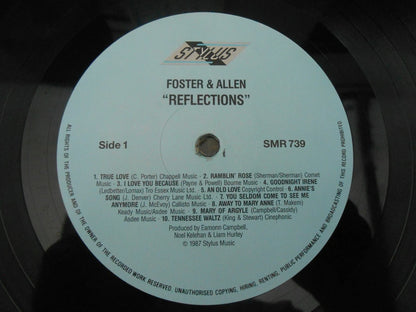 STYLUS
FOSTER & ALLEN
"REFLECTIONS"
Side 1 SMR 739
1. TRUE LOVE (C. Porter) Chappell Music · 2. RAMBLIN' ROSE (Sherman/Sherman) Comet
Music · 3. I LOVE YOU BECAUSE (Payne & Powell) Bourne Music · 4. GOODNIGHT IRENE
(Ledbetter/Lomax) Tro Essex Music Ltd. · 5. AN OLD LOVE Copyright Control · 6. ANNIE'S
SONG (J. Denver) Cherry Lane Music Ltd. · 7. YOU SELDOM COME TO SEE ME
ANYMORE (J. McEvoy) Callisto Music · 8. AWAY TO MARY ANNE (T. Makem)
Keady Music/Asdee Music · 9. MARY OF ARGYLE (Campbell/Cassidy)
Asdee Music · 10. TENNESSEE WALTZ (King & Stewart) Cinephonic
Produced by Eamonn Campbell,
Noel Kelehan & Liam Hurley
© 1987 Stylus Music
ALL RIGHTS OF THE PRODUCER AND OF THE OWNER OF THE RECORDED WORK RESERVED. UNAUTHORISED COPYING, HIRING, RENTING, PUBLIC PERFORMANCE AND BROADCASTING OF THIS RECORD PROHIBITED